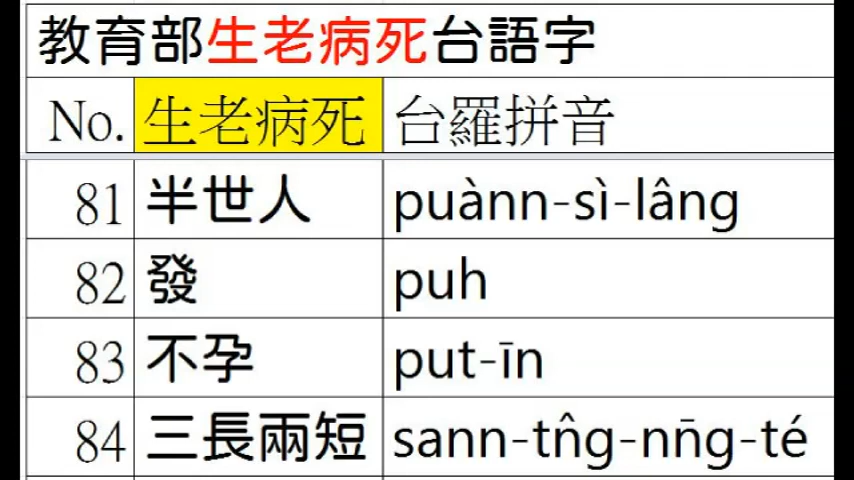 教育部生老病死台語字
No. 生老病死 台羅拼音
81 半世人 puànn-sì-lâng
82 發 puh
83 不孕 put-īn
84 三長兩短 sann-tn̂g-nn̄g-té